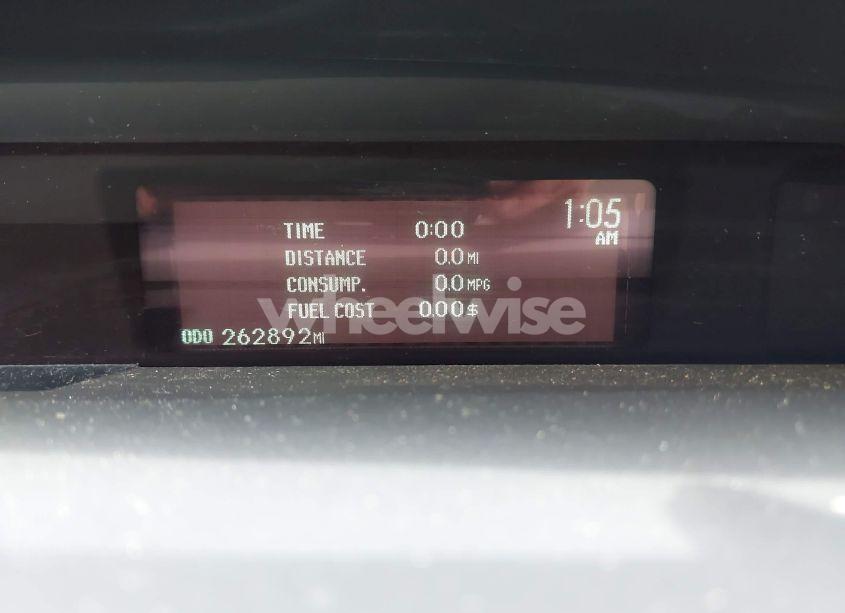 1:05
AM
TIME 0:00
DISTANCE 0.0 MI
CONSUMP. 0.0 MPG
FUEL COST 0.00 $
ODO 262892 MI
wheelwise